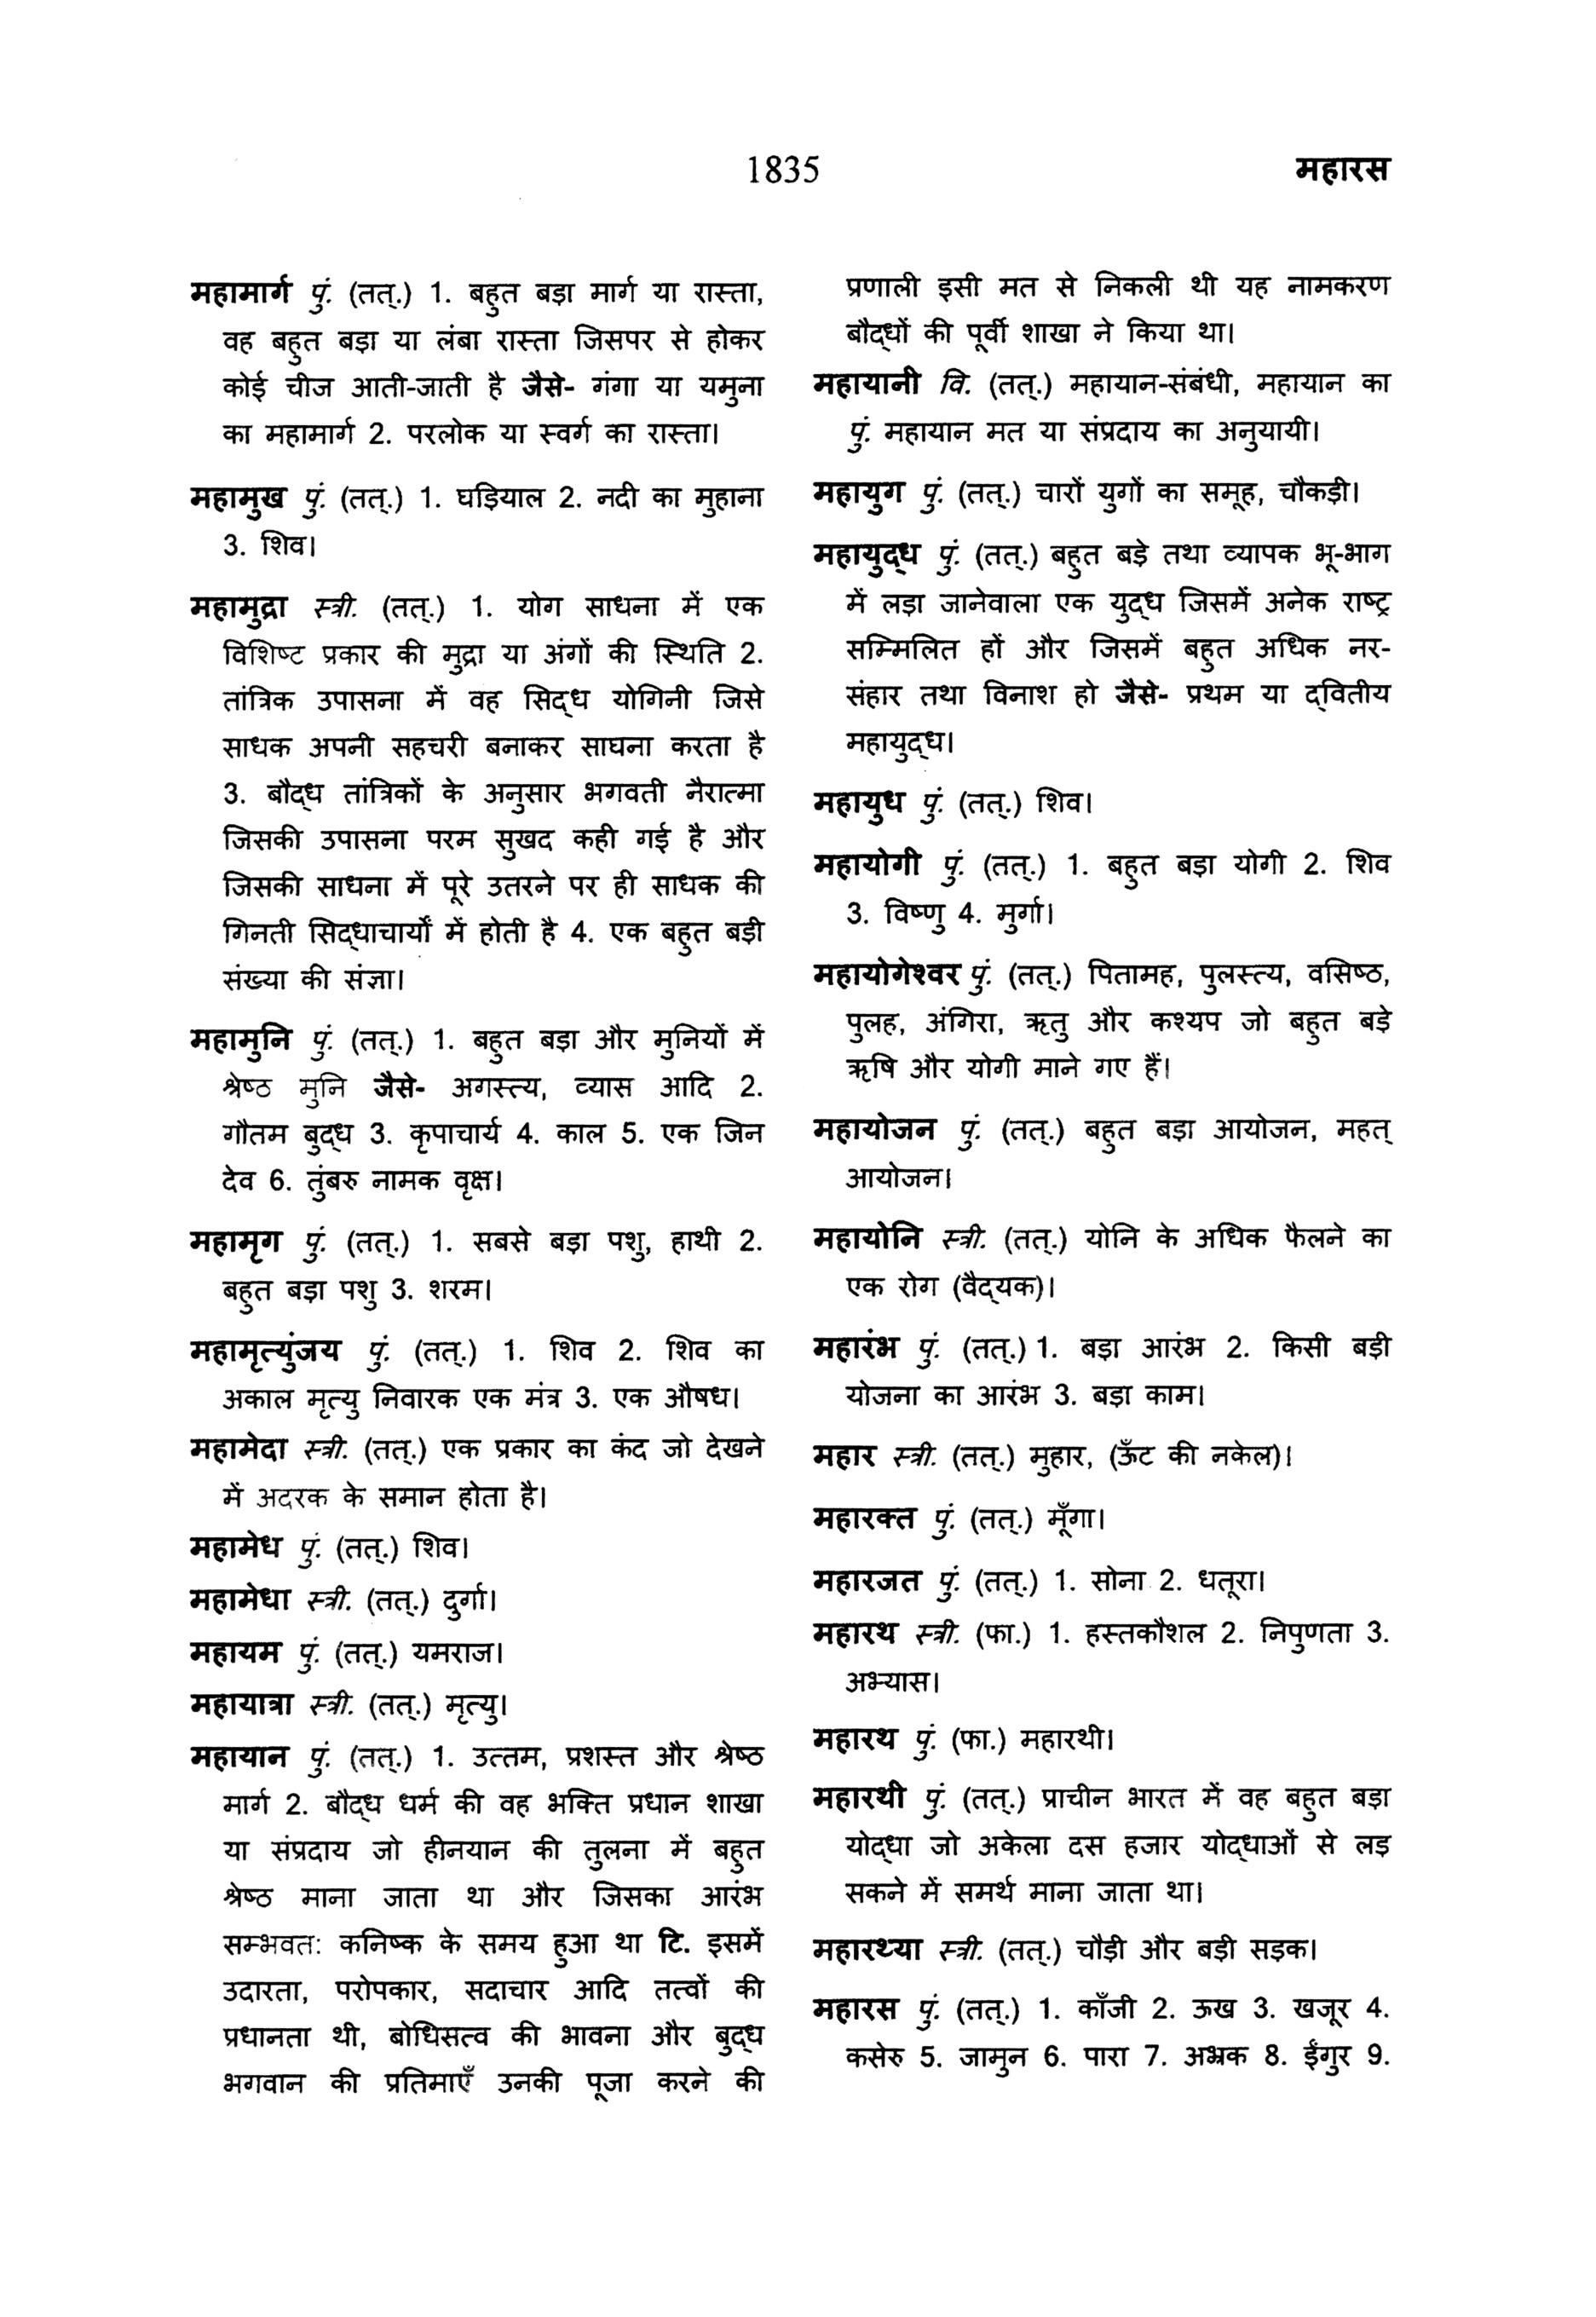 1835
महारस
महामार्ग पुं. (तत्.) 1. बहुत बड़ा मार्ग या रास्ता,
वह बहुत बड़ा या लंबा रास्ता जिसपर से होकर
कोई चीज आती-जाती है जैसे- गंगा या यमुना
का महामार्ग 2. परलोक या स्वर्ग का रास्ता।
महामुख पुं. (तत्.) 1. घड़ियाल 2. नदी का मुहाना
3. शिव।
महामुद्रा स्त्री. (तत्.) 1. योग साधना में एक
विशिष्ट प्रकार की मुद्रा या अंगों की स्थिति 2.
तांत्रिक उपासना में वह सिद्ध योगिनी जिसे
साधक अपनी सहचरी बनाकर साघना करता है
3. बौद्ध तांत्रिकों के अनुसार भगवती नैरात्मा
जिसकी उपासना परम सुखद कही गई है और
जिसकी साधना में पूरे उतरने पर ही साधक की
गिनती सिद्धाचार्यों में होती है 4. एक बहुत बड़ी
संख्या की संज्ञा।
महामुनि पुं. (तत्.) 1. बहुत बड़ा और मुनियों में
श्रेष्ठ मुनि जैसे- अगस्त्य, व्यास आदि 2.
गौतम बुद्ध 3. कृपाचार्य 4. काल 5. एक जिन
देव 6. तुंबरु नामक वृक्ष।
महामृग पुं. (तत्.) 1. सबसे बड़ा पशु, हाथी 2.
बहुत बड़ा पशु 3. शरम।
महामृत्युंजय पुं. (तत्.) 1. शिव 2. शिव का
अकाल मृत्यु निवारक एक मंत्र 3. एक औषध।
महामेदा स्त्री. (तत्.) एक प्रकार का कंद जो देखने
में अदरक के समान होता है।
महामेध पुं. (तत्.) शिव।
महामेधा स्त्री. (तत्.) दुर्गा।
महायम पुं. (तत्.) यमराज।
महायात्रा स्त्री. (तत्.) मृत्यु।
महायान पुं. (तत्.) 1. उत्तम, प्रशस्त और श्रेष्ठ
मार्ग 2. बौद्ध धर्म की वह भक्ति प्रधान शाखा
या संप्रदाय जो हीनयान की तुलना में बहुत
श्रेष्ठ माना जाता था और जिसका आरंभ
सम्भवत: कनिष्क के समय हुआ था टि. इसमें
उदारता, परोपकार, सदाचार आदि तत्वों की
प्रधानता थी, बोधिसत्व की भावना और बुद्ध
भगवान की प्रतिमाएँ उनकी पूजा करने की
प्रणाली इसी मत से निकली थी यह नामकरण
बौद्धों की पूर्वी शाखा ने किया था।
महायानी वि. (तत्.) महायान-संबंधी, महायान का
पुं. महायान मत या संप्रदाय का अनुयायी।
महायुग पुं. (तत्.) चारों युगों का समूह, चौकड़ी।
महायुद्ध पुं. (तत्.) बहुत बड़े तथा व्यापक भू-भाग
में लड़ा जानेवाला एक युद्ध जिसमें अनेक राष्ट्र
सम्मिलित हों और जिसमें बहुत अधिक नर-
संहार तथा विनाश हो जैसे- प्रथम या द्वितीय
महायुद्ध।
महायुध पुं. (तत्.) शिव।
महायोगी पुं. (तत्.) 1. बहुत बड़ा योगी 2. शिव
3. विष्णु 4. मुर्गा।
महायोगेश्वर पुं. (तत्.) पितामह, पुलस्त्य, वसिष्ठ,
पुलह, अंगिरा, ऋतु और कश्यप जो बहुत बड़े
ऋषि और योगी माने गए हैं।
महायोजन पुं. (तत्.) बहुत बड़ा आयोजन, महत्
आयोजन।
महायोनि स्त्री. (तत्.) योनि के अधिक फैलने का
एक रोग (वैद्यक)।
महारंभ पुं. (तत्.) 1. बड़ा आरंभ 2. किसी बड़ी
योजना का आरंभ 3. बड़ा काम।
महार स्त्री. (तत्.) मुहार, (ऊँट की नकेल)।
महारक्त पुं. (तत्.) मूँगा।
महारजत पुं. (तत्.) 1. सोना 2. धतूरा।
महारथ स्त्री. (फा.) 1. हस्तकौशल 2. निपुणता 3.
अभ्यास।
महारथ पुं. (फा.) महारथी।
महारथी पुं. (तत्.) प्राचीन भारत में वह बहुत बड़ा
योद्धा जो अकेला दस हजार योद्धाओं से लड़
सकने में समर्थ माना जाता था।
महारथ्या स्त्री. (तत्.) चौड़ी और बड़ी सड़क।
महारस पुं. (तत्.) 1. काँजी 2. ऊख 3. खजूर 4.
कसेरु 5. जामुन 6. पारा 7. अभ्रक 8. ईंगुर 9.